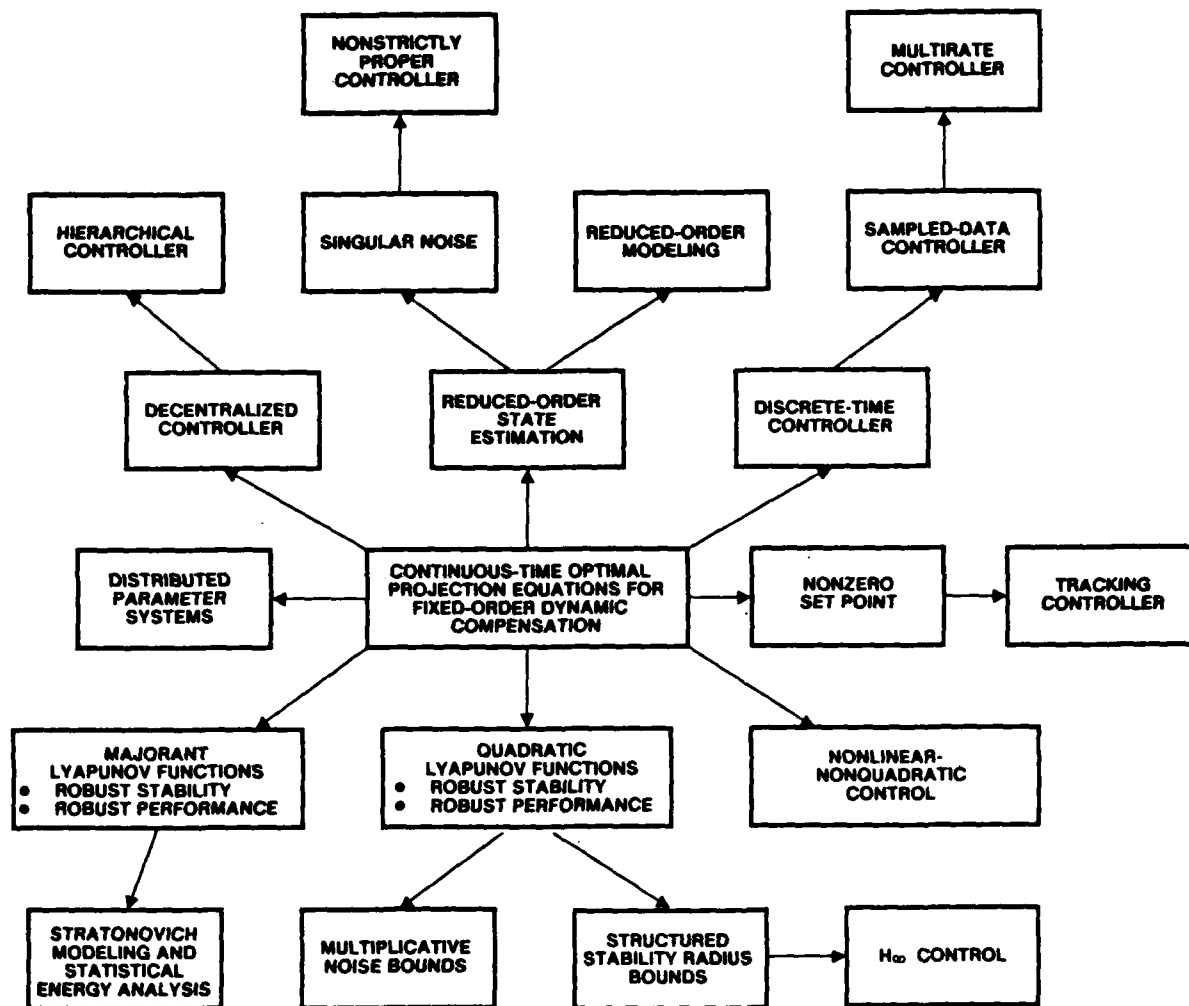 NONSTRICTLY
PROPER
CONTROLLER
MULTIRATE
CONTROLLER
HIERARCHICAL
CONTROLLER
SINGULAR NOISE
REDUCED-ORDER
MODELING
SAMPLED-DATA
CONTROLLER
DECENTRALIZED
CONTROLLER
REDUCED-ORDER
STATE
ESTIMATION
DISCRETE-TIME
CONTROLLER
DISTRIBUTED
PARAMETER
SYSTEMS
CONTINUOUS-TIME OPTIMAL
PROJECTION EQUATIONS FOR
FIXED-ORDER DYNAMIC
COMPENSATION
NONZERO
SET POINT
TRACKING
CONTROLLER
MAJORANT
LYAPUNOV FUNCTIONS
• ROBUST STABILITY
• ROBUST PERFORMANCE
QUADRATIC
LYAPUNOV FUNCTIONS
• ROBUST STABILITY
• ROBUST PERFORMANCE
NONLINEAR-
NONQUADRATIC
CONTROL
STRATONOVICH
MODELING AND
STATISTICAL
ENERGY ANALYSIS
MULTIPLICATIVE
NOISE BOUNDS
STRUCTURED
STABILITY RADIUS
BOUNDS
H∞ CONTROL